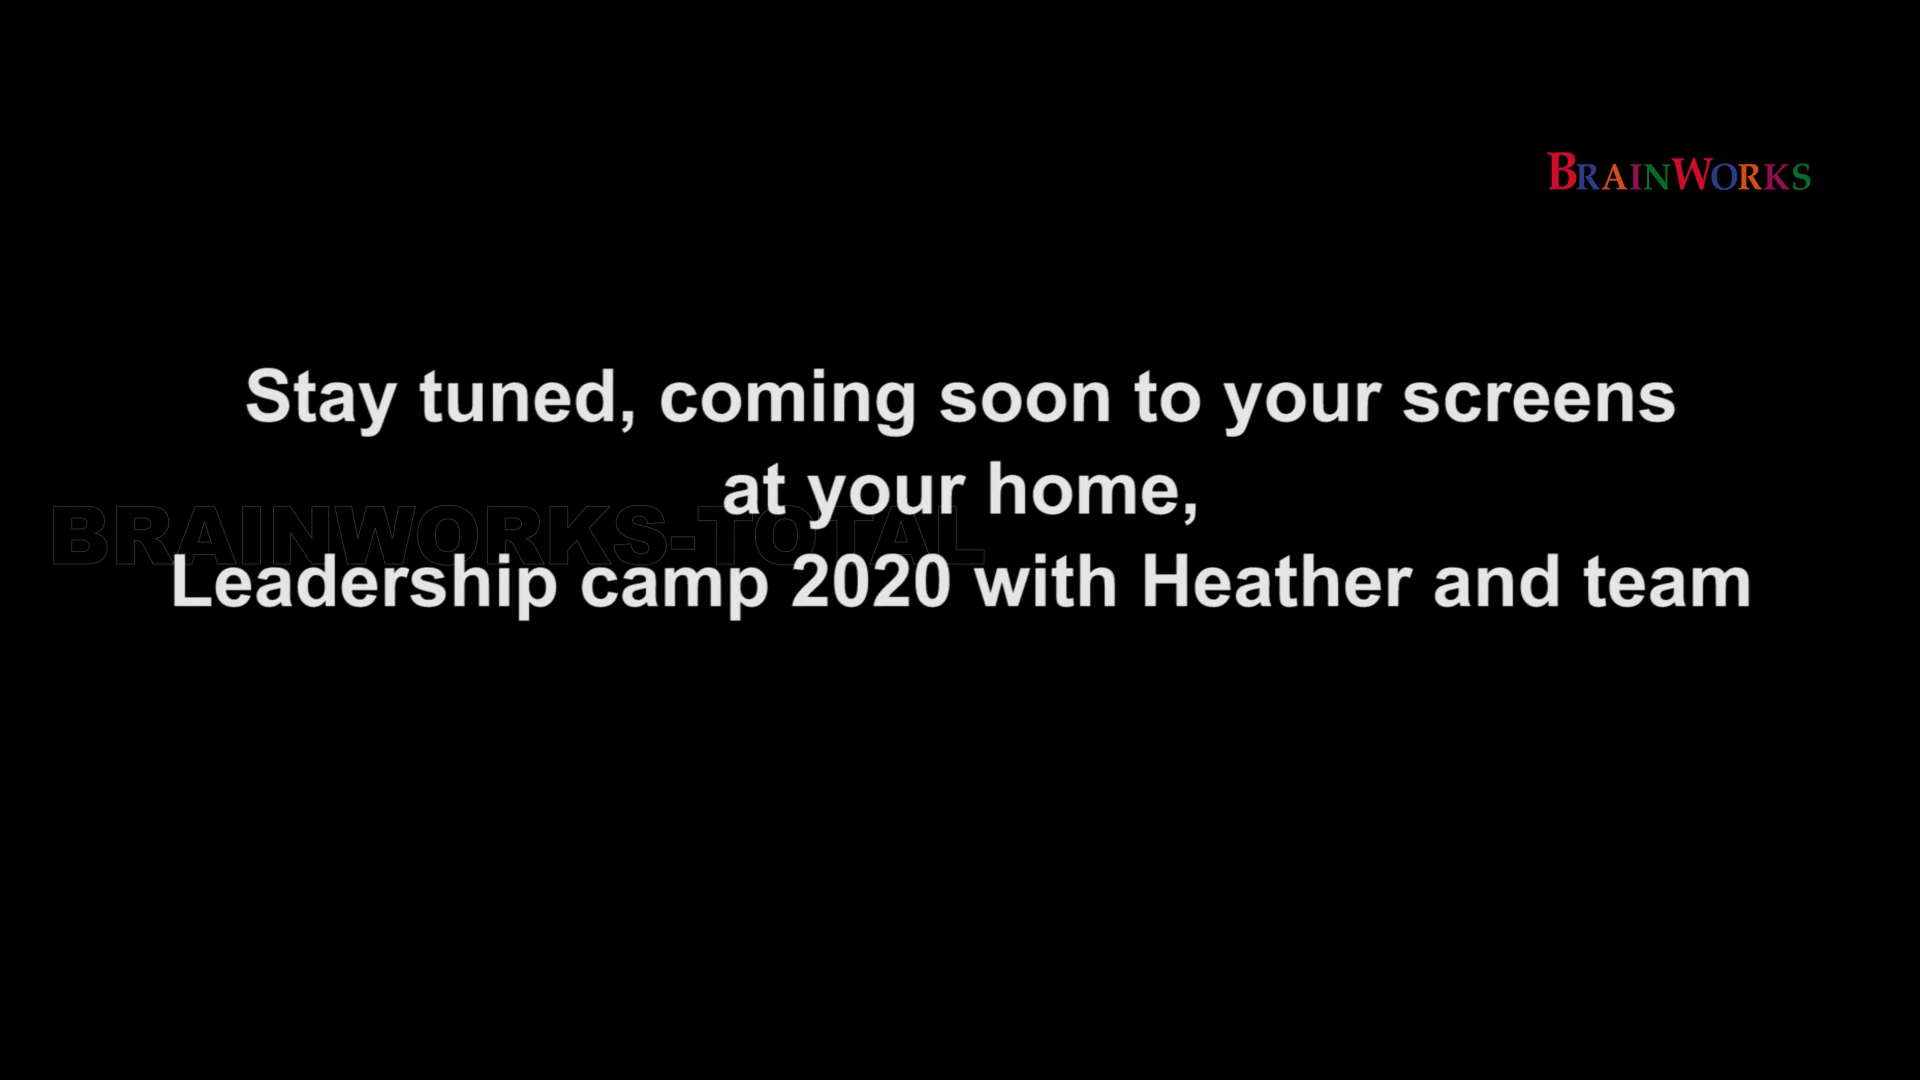 BRAINWORKS
Stay tuned, coming soon to your screens
at your home,
BRAINWORKS-TOTAL
Leadership camp 2020 with Heather and team